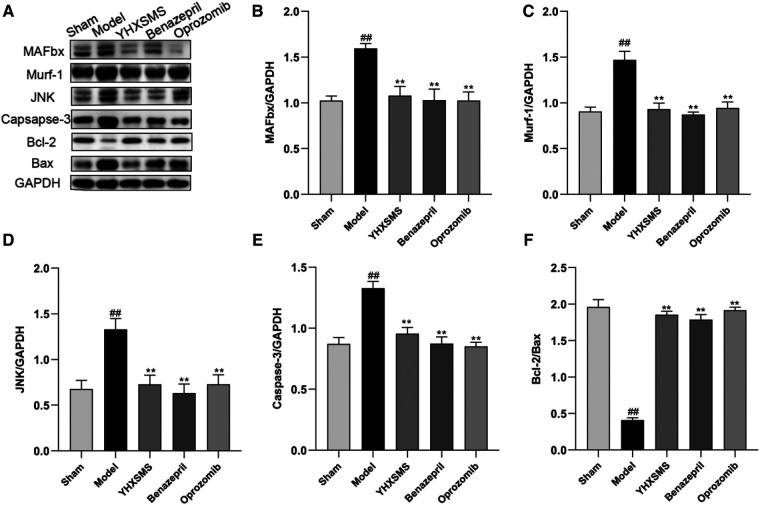 A
Sham
Model
YHXSMS
Benazepril
Oprozomib
MAFbx
Murf-1
JNK
Capsapse-3
Bcl-2
Bax
GAPDH
B
MAFbx/GAPDH
2.0
1.5
1.0
0.5
0.0
##
**
**
**
Sham
Model
YHXSMS
Benazepril
Oprozomib
C
Murf-1/GAPDH
2.0
1.5
1.0
0.5
0.0
##
**
**
**
Sham
Model
YHXSMS
Benazepril
Oprozomib
D
JNK/GAPDH
2.0
1.5
1.0
0.5
0.0
##
**
**
**
Sham
Model
YHXSMS
Benazepril
Oprozomib
E
Caspase-3/GAPDH
1.5
1.0
0.5
0.0
##
**
**
**
Sham
Model
YHXSMS
Benazepril
Oprozomib
F
Bcl-2/Bax
2.5
2.0
1.5
1.0
0.5
0.0
##
**
**
**
Sham
Model
YHXSMS
Benazepril
Oprozomib